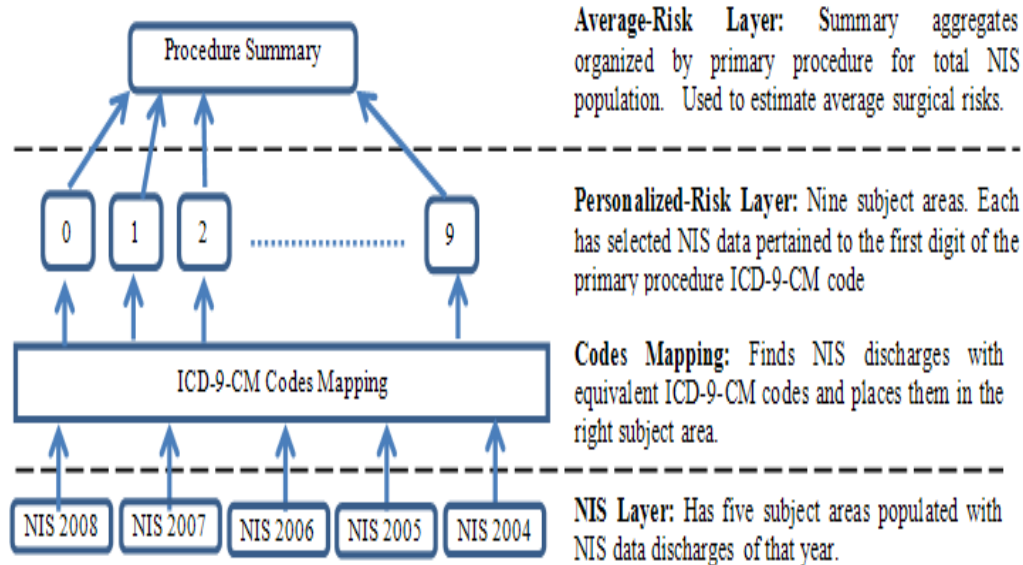 Procedure Summary
Average-Risk Layer: Summary aggregates
organized by primary procedure for total NIS
population. Used to estimate average surgical risks.
0
1
2
9
Personalized-Risk Layer: Nine subject areas. Each
has selected NIS data pertained to the first digit of the
primary procedure ICD-9-CM code
ICD-9-CM Codes Mapping
Codes Mapping: Finds NIS discharges with
equivalent ICD-9-CM codes and places them in the
right subject area.
NIS 2008
NIS 2007
NIS 2006
NIS 2005
NIS 2004
NIS Layer: Has five subject areas populated with
NIS data discharges of that year.